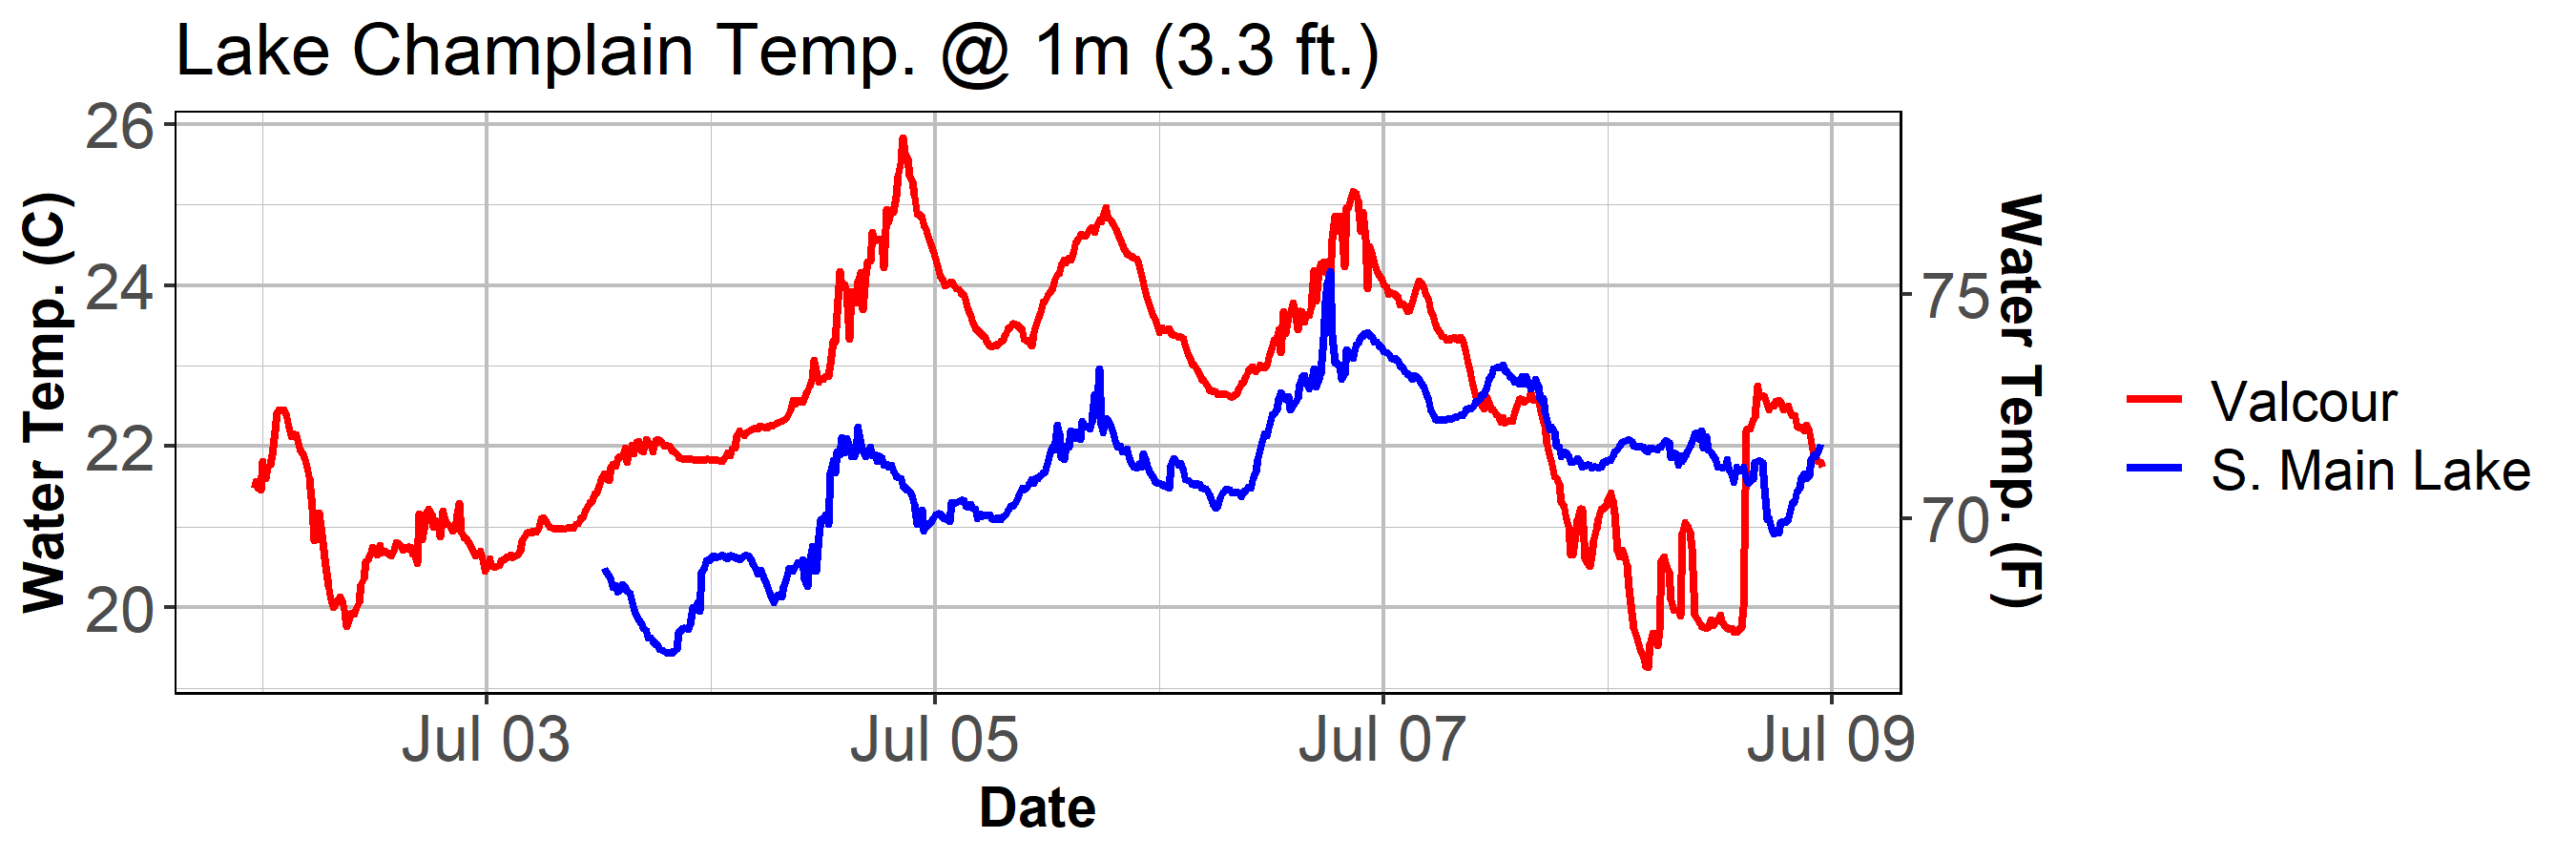 Lake Champlain Temp. @ 1m (3.3 ft.)
Water Temp. (C)
26
24
22
20
75
70
Water Temp. (F)
Jul 03 Jul 05 Jul 07 Jul 09
Date
Valcour
S. Main Lake